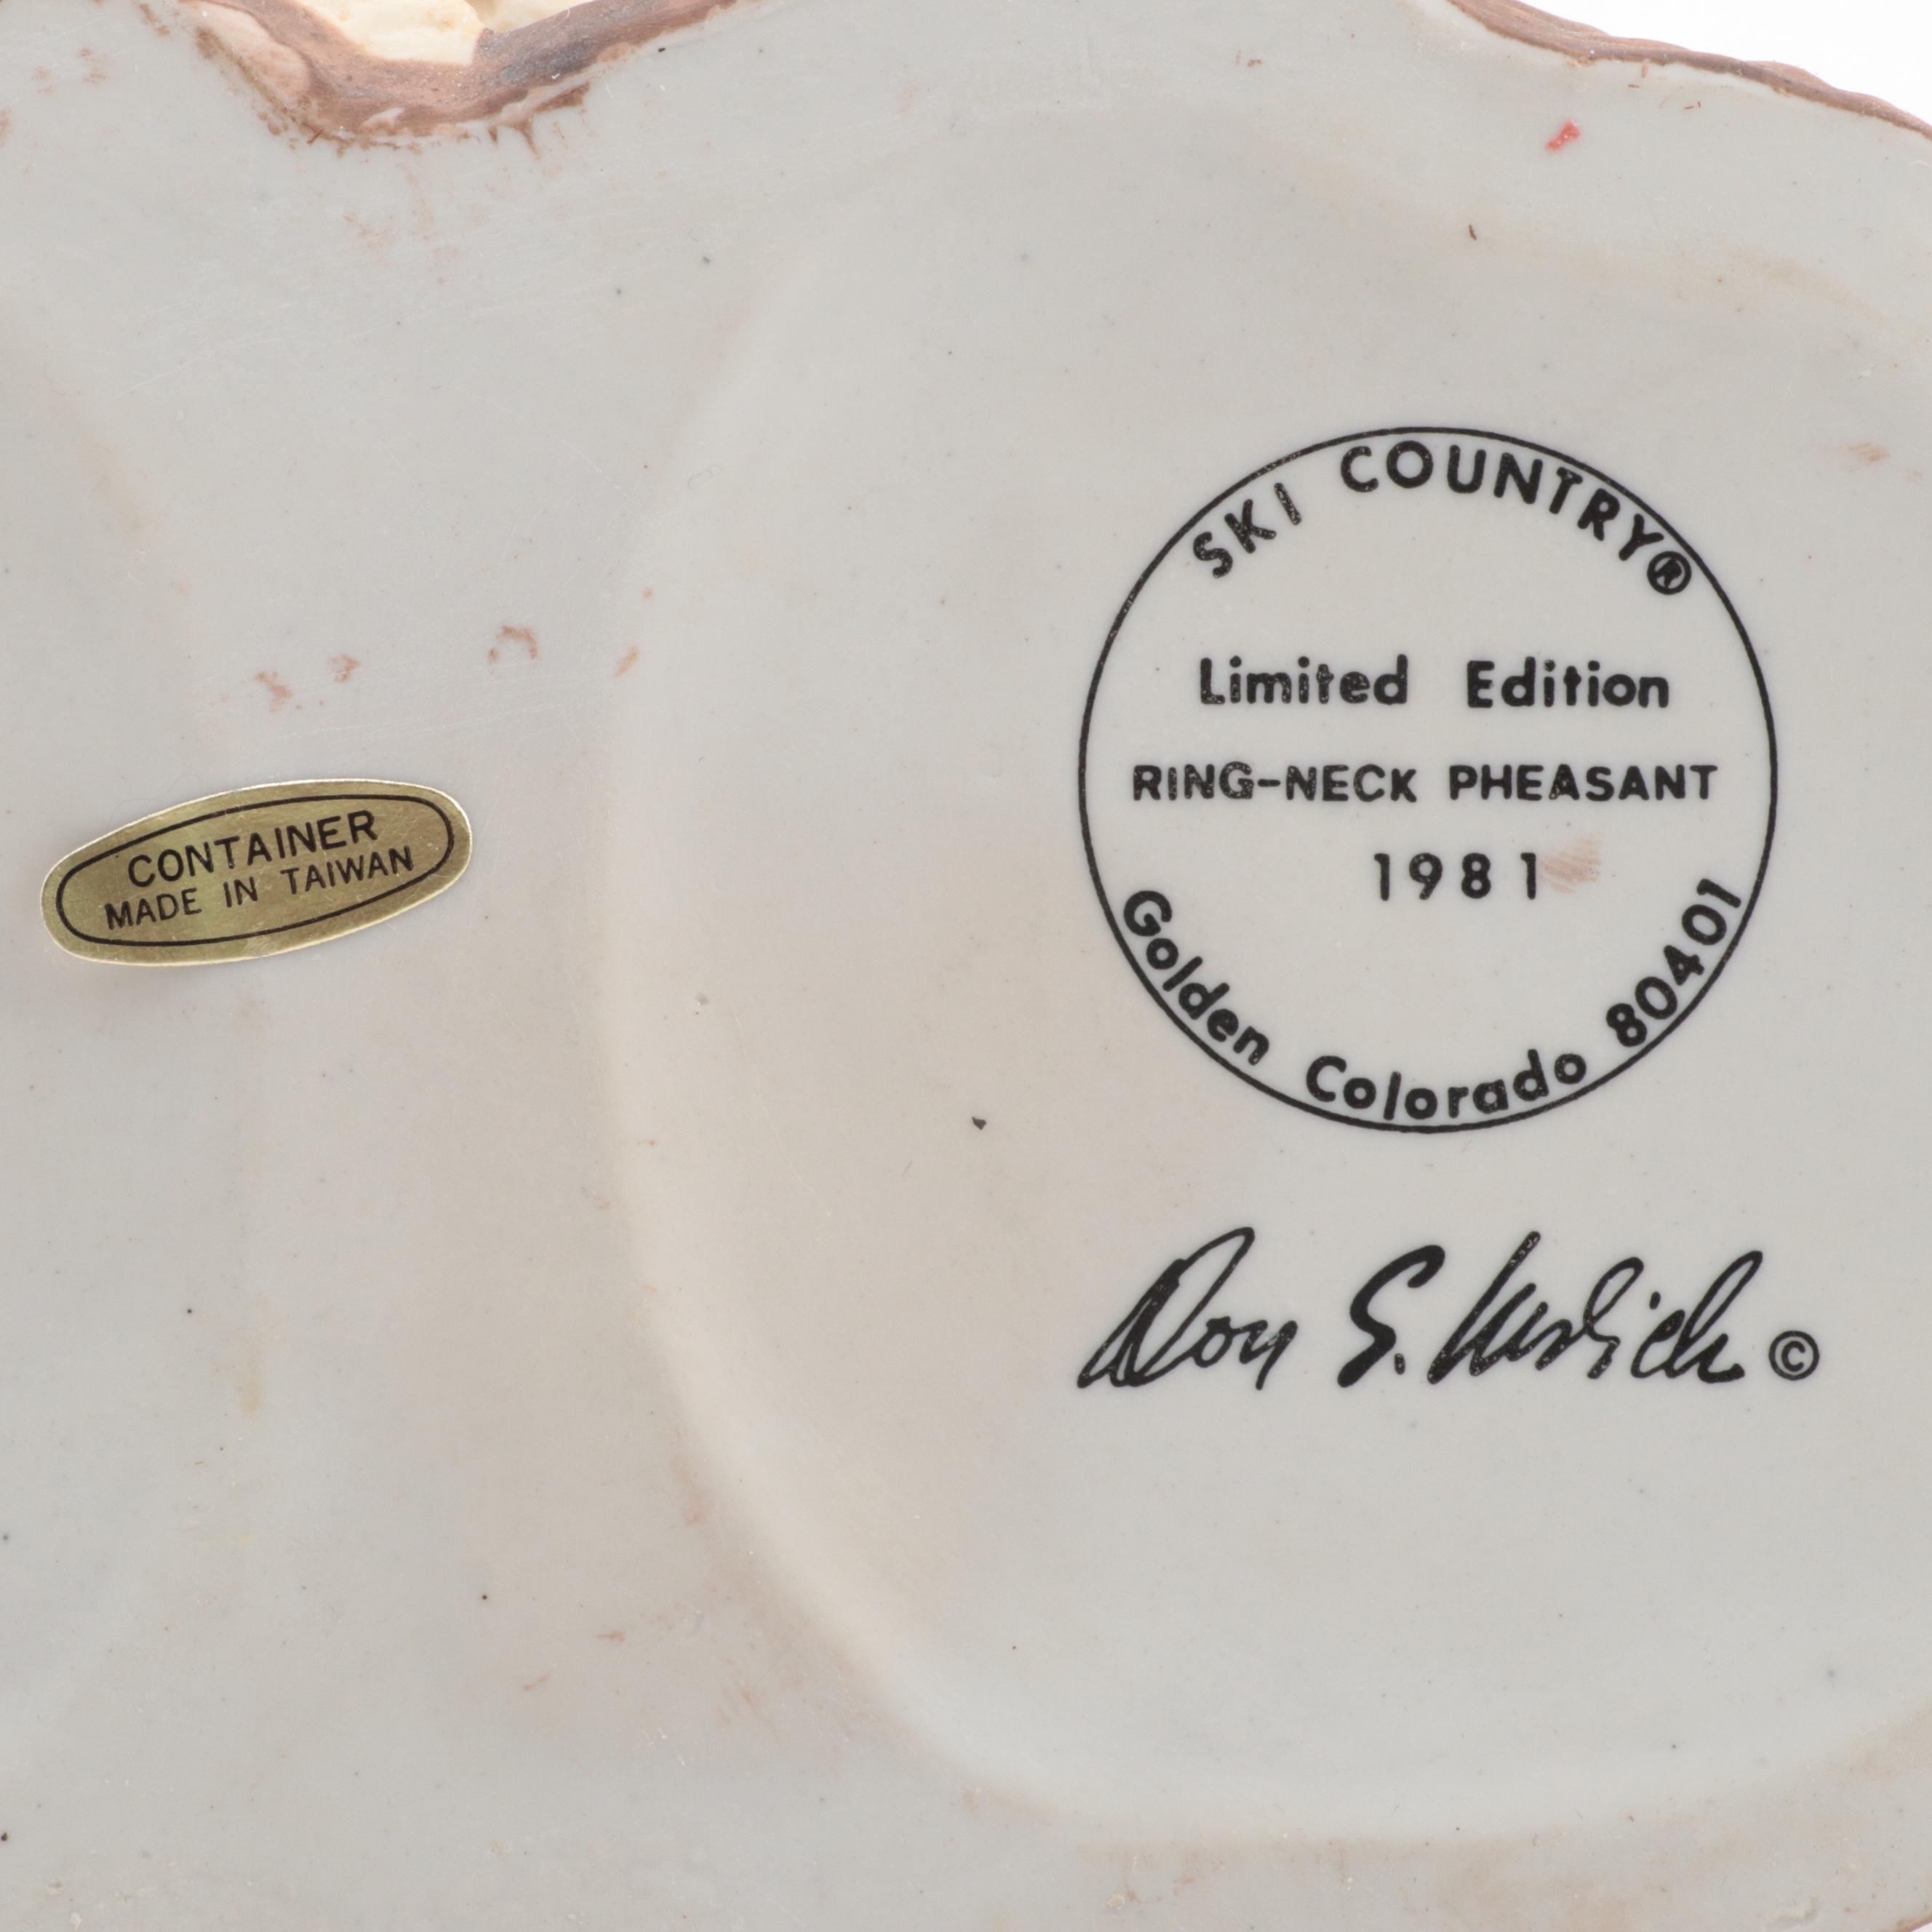 CONTAINER
MADE IN TAIWAN
SKI COUNTRY®
Limited Edition
RING-NECK PHEASANT
1981
Golden Colorado 80401
S. ©